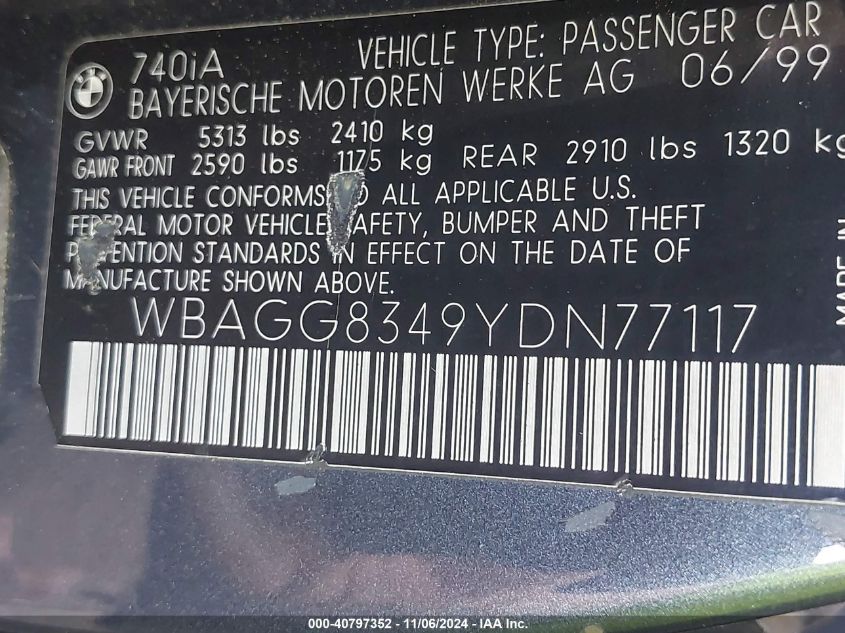 740iA VEHICLE TYPE: PASSENGER CAR
BAYERISCHE MOTOREN WERKE AG 06/99
GVWR 5313 lbs 2410 kg
GAWR FRONT 2590 lbs 1175 kg REAR 2910 lbs 1320 kg
THIS VEHICLE CONFORMS TO ALL APPLICABLE U.S.
FEDERAL MOTOR VEHICLE SAFETY, BUMPER AND THEFT
PREVENTION STANDARDS IN EFFECT ON THE DATE OF
MANUFACTURE SHOWN ABOVE.
WBAGG8349YDN77117
MADE IN
000-40797352 - 11/06/2024 - IAA Inc.